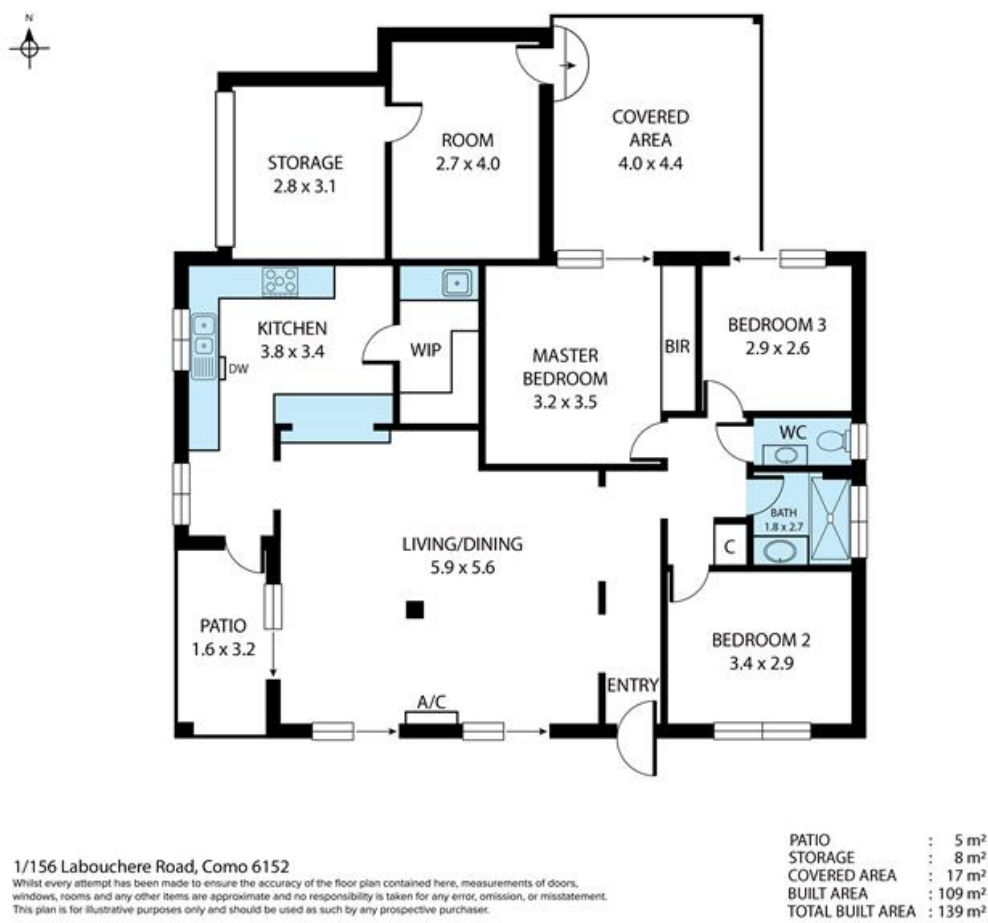 N
COVERED
AREA
4.0 x 4.4
ROOM
2.7 x 4.0
STORAGE
2.8 x 3.1
KITCHEN
3.8 x 3.4
DW
WIP
MASTER
BEDROOM
3.2 x 3.5
BIR
BEDROOM 3
2.9 x 2.6
WC
BATH
1.8 x 2.7
C
LIVING/DINING
5.9 x 5.6
PATIO
1.6 x 3.2
BEDROOM 2
3.4 x 2.9
ENTRY
A/C
1/156 Labouchere Road, Como 6152
Whilst every attempt has been made to ensure the accuracy of the floor plan contained here, measurements of doors,
windows, rooms and any other items are approximate and no responsibility is taken for any error, omission, or misstatement.
This plan is for illustrative purposes only and should be used as such by any prospective purchaser.
PATIO : 5 m²
STORAGE : 8 m²
COVERED AREA : 17 m²
BUILT AREA : 109 m²
TOTAL BUILT AREA : 139 m²